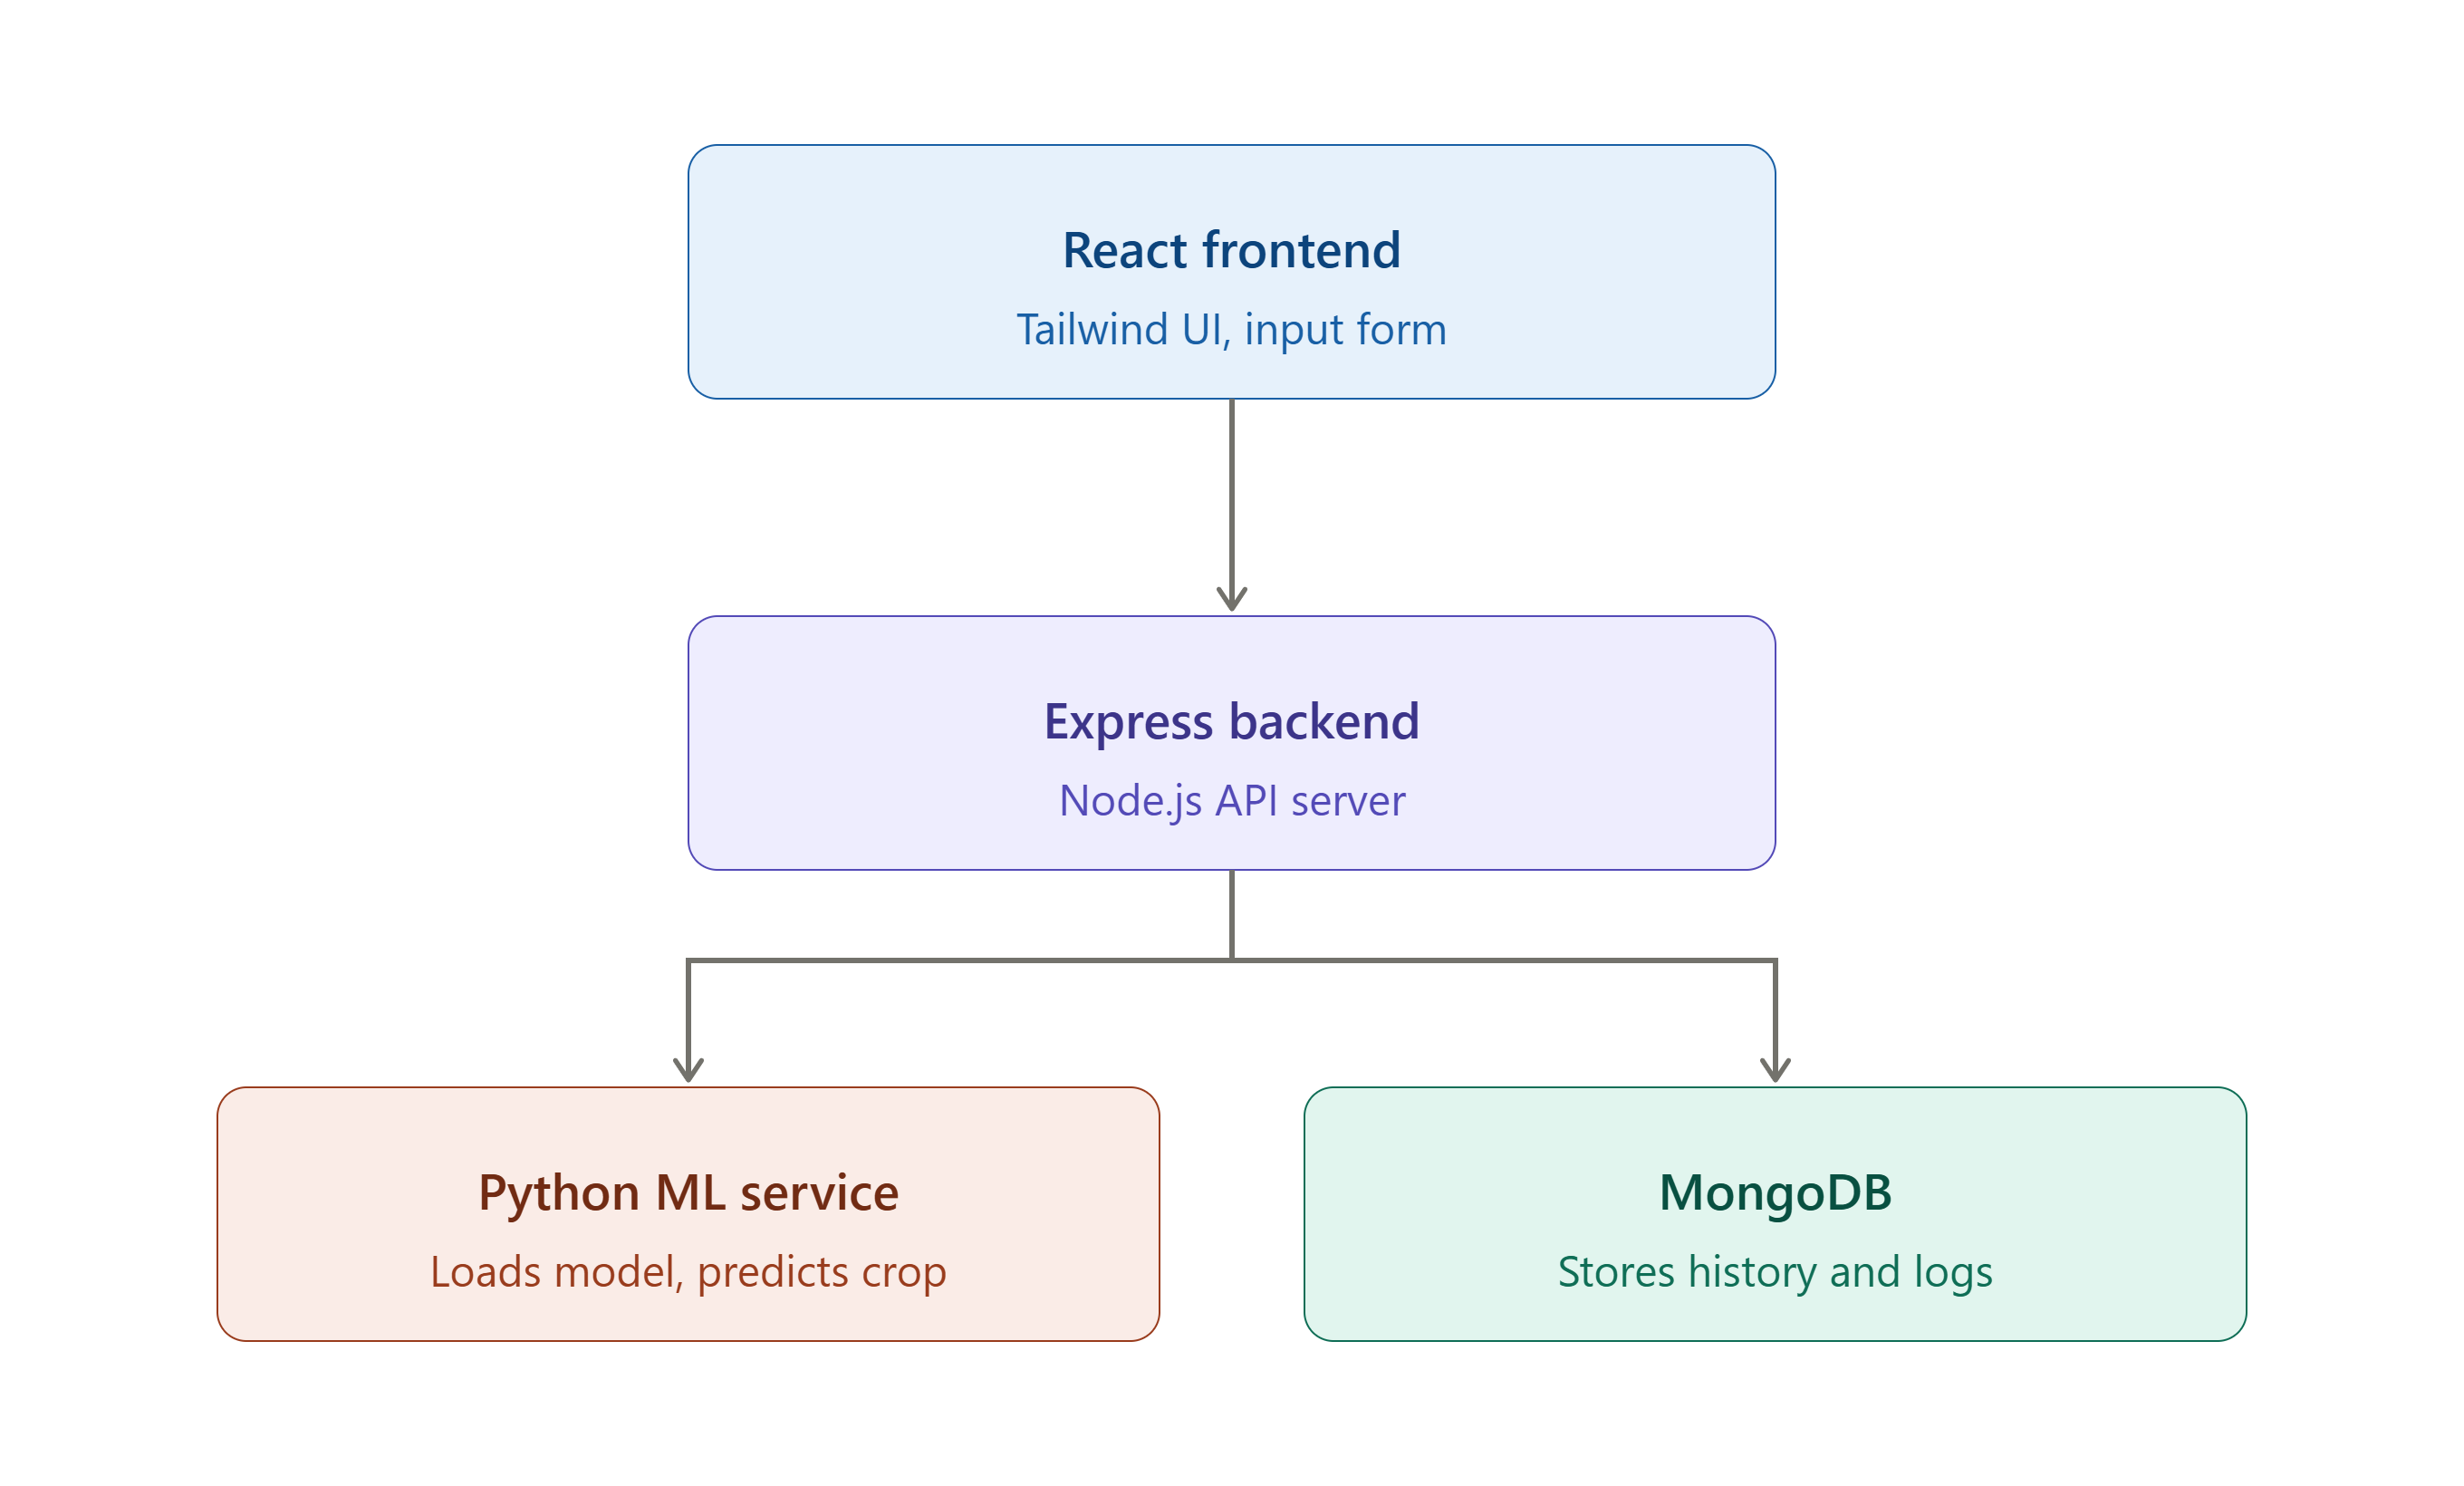 React frontend
Tailwind UI, input form
Express backend
Node.js API server
Python ML service
Loads model, predicts crop
MongoDB
Stores history and logs